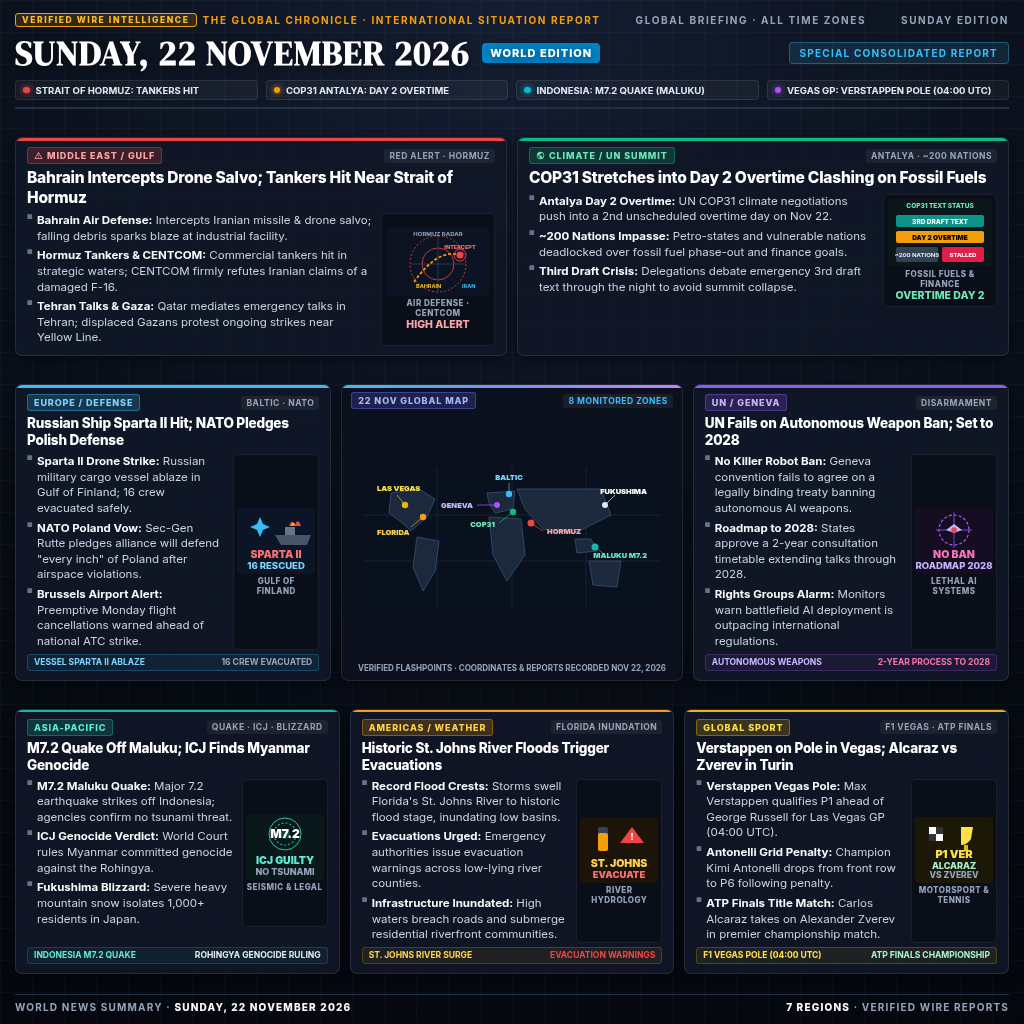 VERIFIED WIRE INTELLIGENCE THE GLOBAL CHRONICLE · INTERNATIONAL SITUATION REPORT GLOBAL BRIEFING · ALL TIME ZONES SUNDAY EDITION
SUNDAY, 22 NOVEMBER 2026 WORLD EDITION SPECIAL CONSOLIDATED REPORT
STRAIT OF HORMUZ: TANKERS HIT COP31 ANTALYA: DAY 2 OVERTIME INDONESIA: M7.2 QUAKE (MALUKU) VEGAS GP: VERSTAPPEN POLE (04:00 UTC)
⚠ MIDDLE EAST / GULF RED ALERT · HORMUZ
Bahrain Intercepts Drone Salvo; Tankers Hit Near Strait of
Hormuz
Bahrain Air Defense: Intercepts Iranian missile & drone salvo;
falling debris sparks blaze at industrial facility.
Hormuz Tankers & CENTCOM: Commercial tankers hit in
strategic waters; CENTCOM firmly refutes Iranian claims of a
damaged F-16.
Tehran Talks & Gaza: Qatar mediates emergency talks in
Tehran; displaced Gazans protest ongoing strikes near
Yellow Line.
HORMUZ RADAR
INTERCEPT
BAHRAIN IRAN
AIR DEFENSE ·
CENTCOM
HIGH ALERT
CLIMATE / UN SUMMIT ANTALYA · ~200 NATIONS
COP31 Stretches into Day 2 Overtime Clashing on Fossil Fuels
Antalya Day 2 Overtime: UN COP31 climate negotiations
push into a 2nd unscheduled overtime day on Nov 22.
~200 Nations Impasse: Petro-states and vulnerable nations
deadlocked over fossil fuel phase-out and finance goals.
Third Draft Crisis: Delegations debate emergency 3rd draft
text through the night to avoid summit collapse.
COP31 TEXT STATUS
3RD DRAFT TEXT
DAY 2 OVERTIME
~200 NATIONS STALLED
FOSSIL FUELS &
FINANCE
OVERTIME DAY 2
EUROPE / DEFENSE BALTIC · NATO
Russian Ship Sparta II Hit; NATO Pledges
Polish Defense
Sparta II Drone Strike: Russian
military cargo vessel ablaze in
Gulf of Finland; 16 crew
evacuated safely.
NATO Poland Vow: Sec-Gen
Rutte pledges alliance will defend
"every inch" of Poland after
airspace violations.
Brussels Airport Alert:
Preemptive Monday flight
cancellations warned ahead of
national ATC strike.
SPARTA II
16 RESCUED
GULF OF
FINLAND
VESSEL SPARTA II ABLAZE 16 CREW EVACUATED
22 NOV GLOBAL MAP 8 MONITORED ZONES
BALTIC
LAS VEGAS
FUKUSHIMA
GENEVA
COP31
FLORIDA
HORMUZ
MALUKU M7.2
VERIFIED FLASHPOINTS · COORDINATES & REPORTS RECORDED NOV 22, 2026
UN / GENEVA DISARMAMENT
UN Fails on Autonomous Weapon Ban; Set to
2028
No Killer Robot Ban: Geneva
convention fails to agree on a
legally binding treaty banning
autonomous AI weapons.
Roadmap to 2028: States
approve a 2-year consultation
timetable extending talks through
2028.
Rights Groups Alarm: Monitors
warn battlefield AI deployment is
outpacing international
regulations.
NO BAN
ROADMAP 2028
LETHAL AI
SYSTEMS
AUTONOMOUS WEAPONS 2-YEAR PROCESS TO 2028
ASIA-PACIFIC QUAKE · ICJ · BLIZZARD
M7.2 Quake Off Maluku; ICJ Finds Myanmar
Genocide
M7.2 Maluku Quake: Major 7.2
earthquake strikes off Indonesia;
agencies confirm no tsunami threat.
ICJ Genocide Verdict: World Court
rules Myanmar committed genocide
against the Rohingya.
Fukushima Blizzard: Severe heavy
mountain snow isolates 1,000+
residents in Japan.
M7.2
ICJ GUILTY
NO TSUNAMI
SEISMIC & LEGAL
INDONESIA M7.2 QUAKE ROHINGYA GENOCIDE RULING
AMERICAS / WEATHER FLORIDA INUNDATION
Historic St. Johns River Floods Trigger
Evacuations
Record Flood Crests: Storms swell
Florida's St. Johns River to historic
flood stage, inundating low basins.
Evacuations Urged: Emergency
authorities issue evacuation
warnings across low-lying river
counties.
Infrastructure Inundated: High
waters breach roads and submerge
residential riverfront communities.
!
ST. JOHNS
EVACUATE
RIVER
HYDROLOGY
ST. JOHNS RIVER SURGE EVACUATION WARNINGS
GLOBAL SPORT F1 VEGAS · ATP FINALS
Verstappen on Pole in Vegas; Alcaraz vs
Zverev in Turin
Verstappen Vegas Pole: Max
Verstappen qualifies P1 ahead of
George Russell for Las Vegas GP
(04:00 UTC).
Antonelli Grid Penalty: Champion
Kimi Antonelli drops from front row
to P6 following penalty.
ATP Finals Title Match: Carlos
Alcaraz takes on Alexander Zverev
in premier championship match.
P1 VER
ALCARAZ
VS ZVEREV
MOTORSPORT &
TENNIS
F1 VEGAS POLE (04:00 UTC) ATP FINALS CHAMPIONSHIP
WORLD NEWS SUMMARY · SUNDAY, 22 NOVEMBER 2026 7 REGIONS · VERIFIED WIRE REPORTS